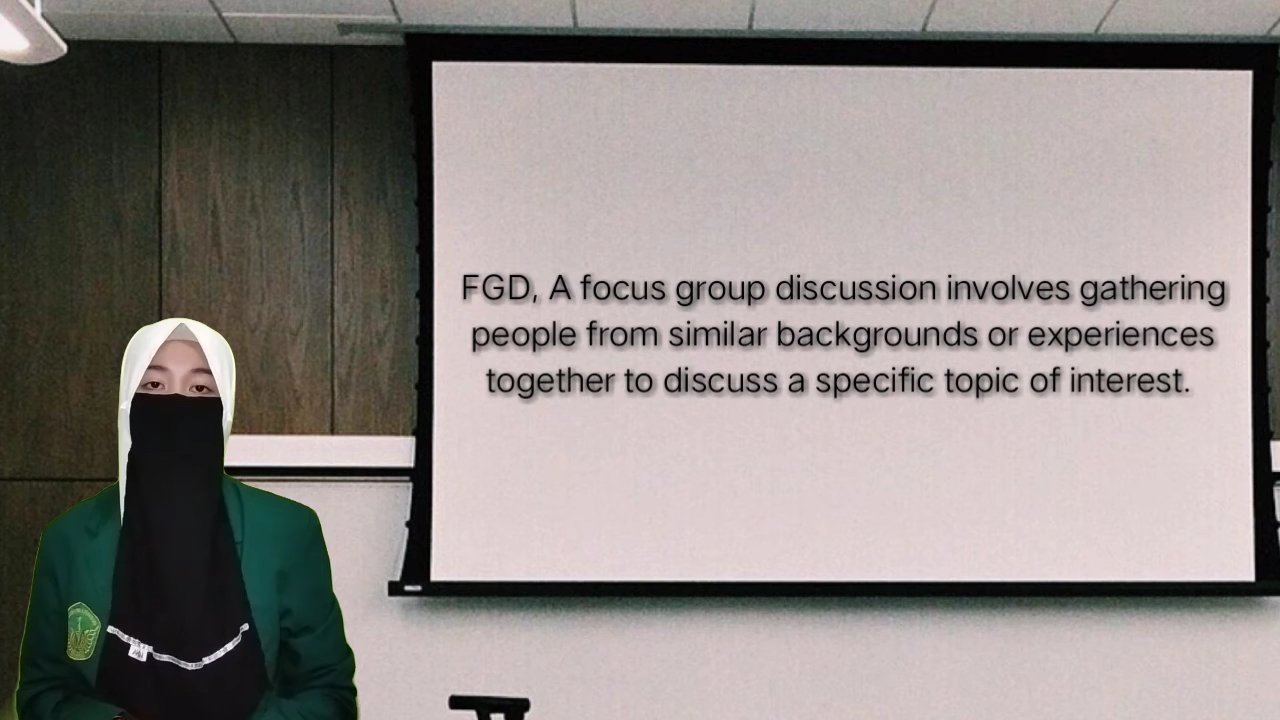 FGD, A focus group discussion involves gathering
people from similar backgrounds or experiences
together to discuss a specific topic of interest.